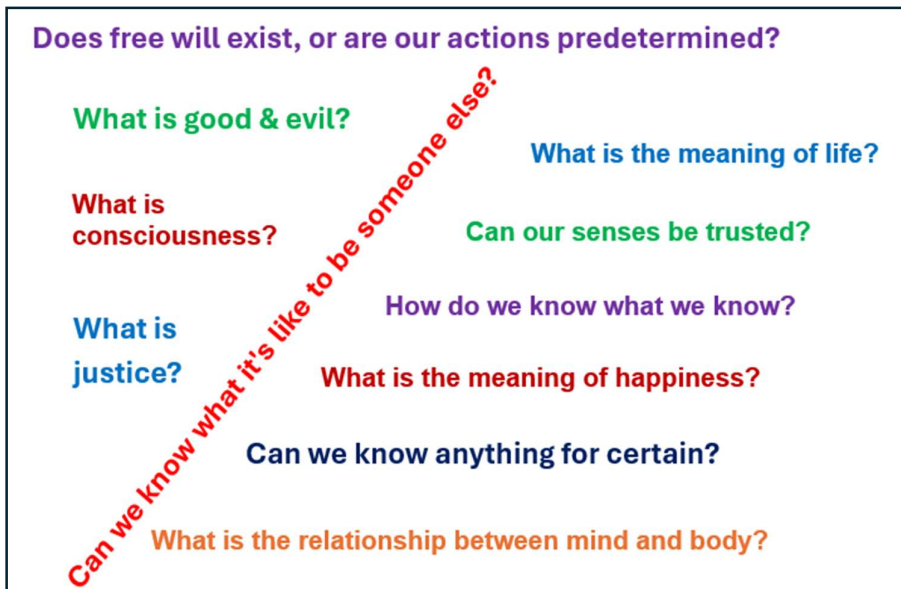 Does free will exist, or are our actions predetermined?
Can we know what it's like to be someone else?
What is good & evil?
What is the meaning of life?
What is
consciousness?
Can our senses be trusted?
How do we know what we know?
What is
justice?
What is the meaning of happiness?
Can we know anything for certain?
What is the relationship between mind and body?